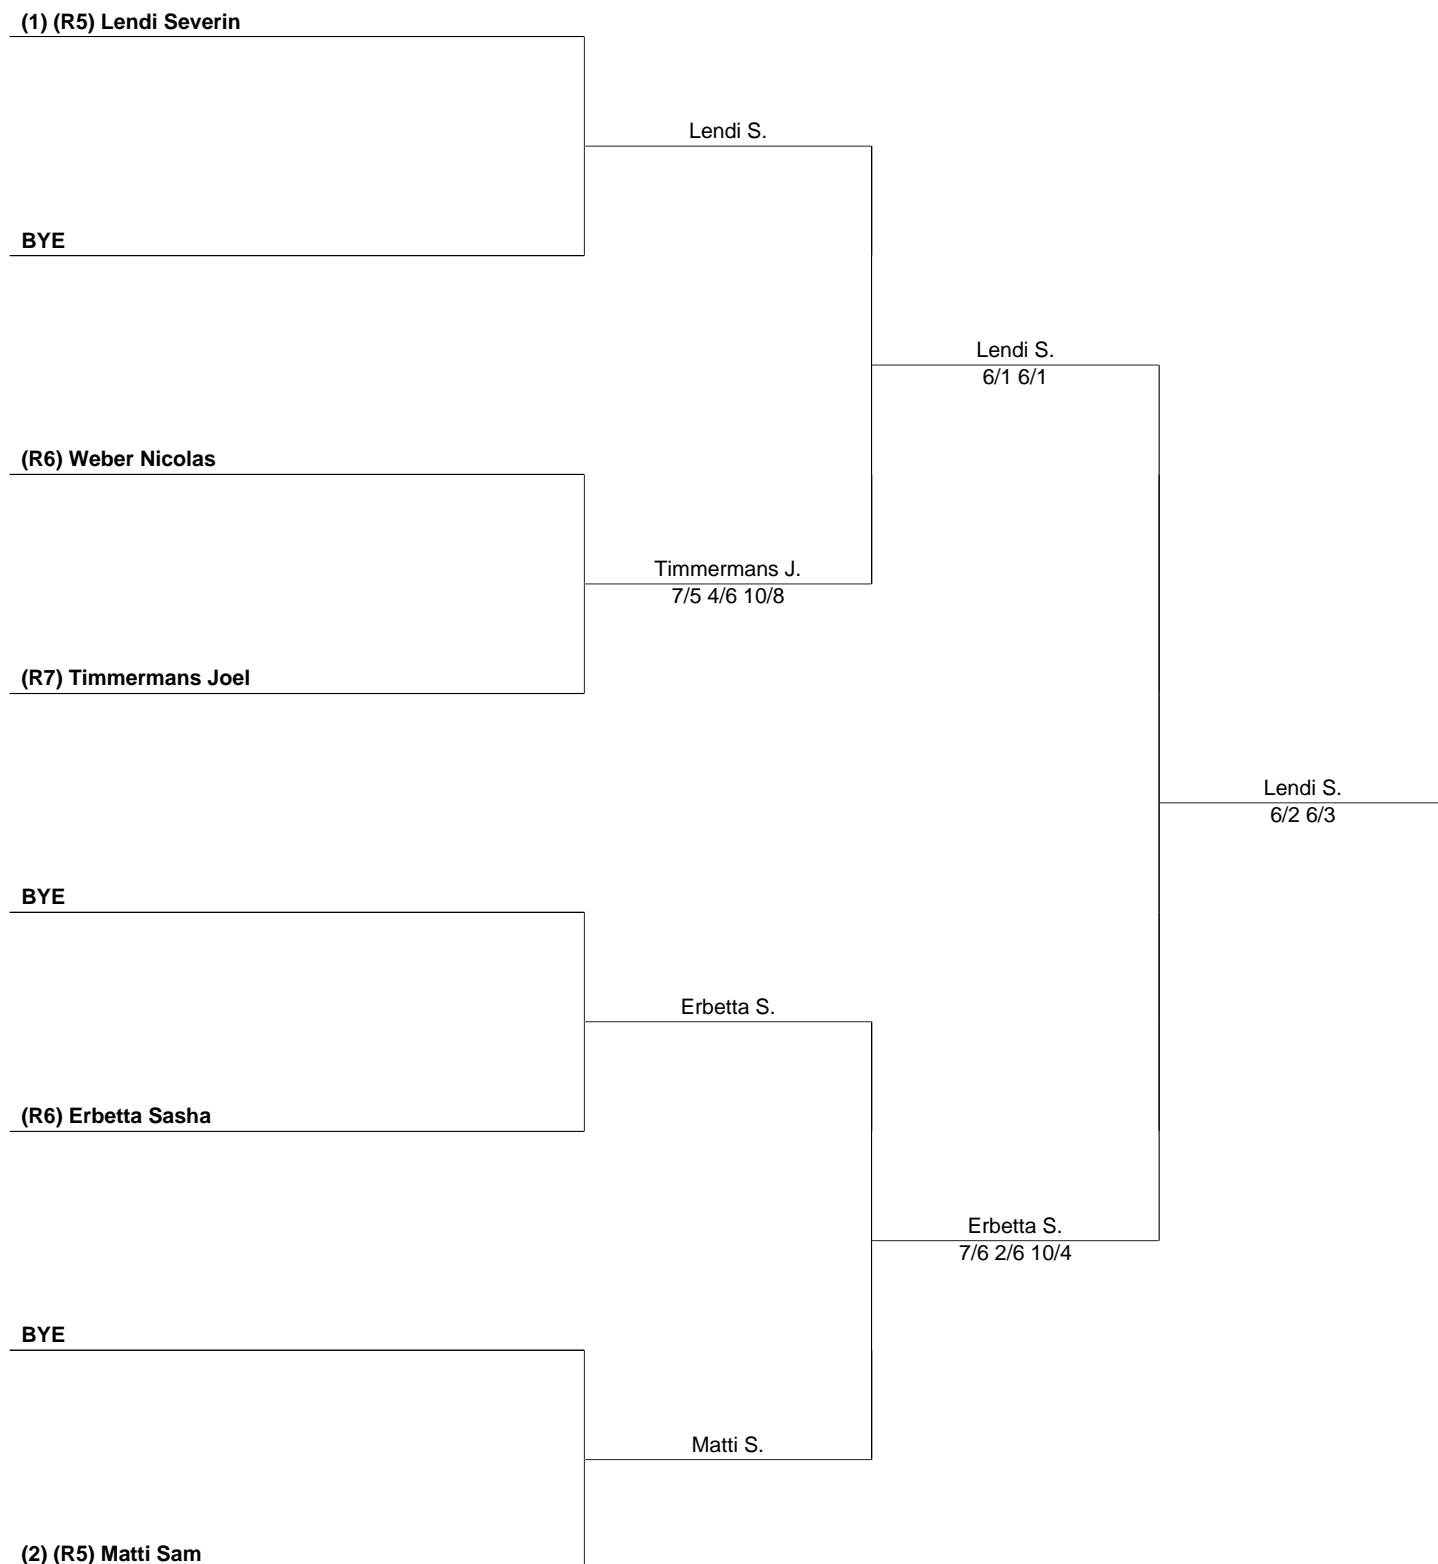 (1) (R5) Lendi Severin
Lendi S.
BYE
Lendi S.
6/1 6/1
(R6) Weber Nicolas
Timmermans J.
7/5 4/6 10/8
(R7) Timmermans Joel
Lendi S.
6/2 6/3
BYE
Erbetta S.
(R6) Erbetta Sasha
Erbetta S.
7/6 2/6 10/4
BYE
Matti S.
(2) (R5) Matti Sam